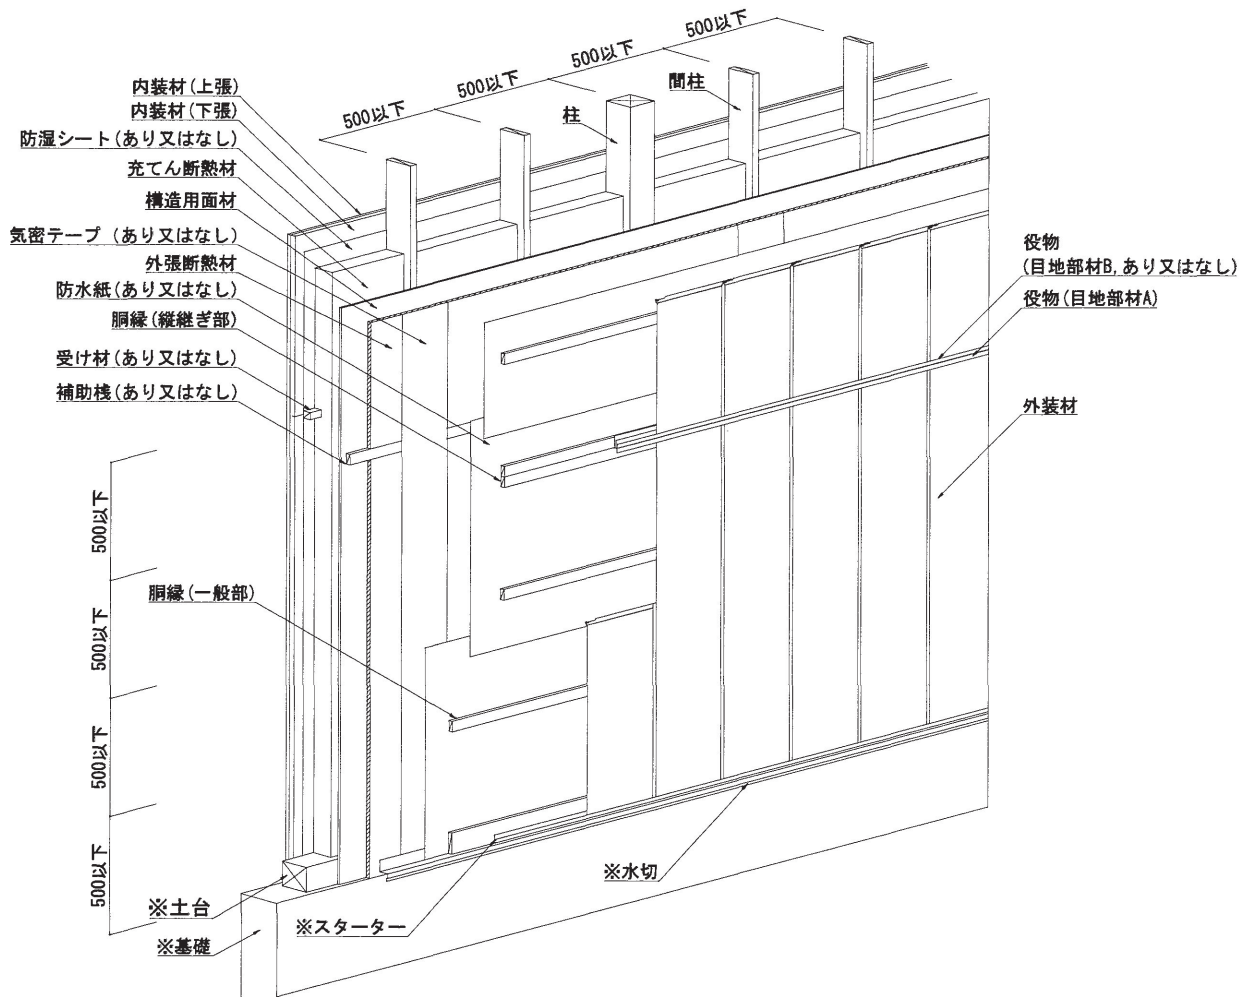 500以下
500以下
500以下
500以下
内装材(上張)
内装材(下張)
防湿シート(あり又はなし)
充てん断熱材
構造用面材
気密テープ (あり又はなし)
外張断熱材
防水紙(あり又はなし)
胴縁(縦継ぎ部)
受け材(あり又はなし)
補助桟(あり又はなし)
柱
間柱
役物
(目地部材B, あり又はなし)
役物(目地部材A)
外装材
500以下
500以下
500以下
500以下
胴縁(一般部)
※土台
※基礎
※スターター
※水切